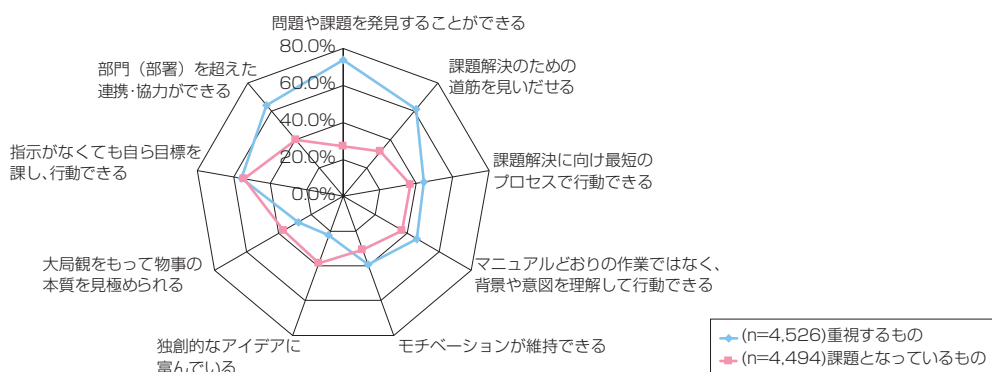 問題や課題を発見することができる
80.0%
60.0%
40.0%
20.0%
0.0%
課題解決のための
道筋を見いだせる
課題解決に向け最短の
プロセスで行動できる
マニュアルどおりの作業ではなく、
背景や意図を理解して行動できる
モチベーションが維持できる
独創的なアイデアに
富んでいる
大局観をもって物事の
本質を見極められる
指示がなくても自ら目標を
課し、行動できる
部門（部署）を超えた
連携・協力ができる
(n=4,526)重視するもの
(n=4,494)課題となっているもの